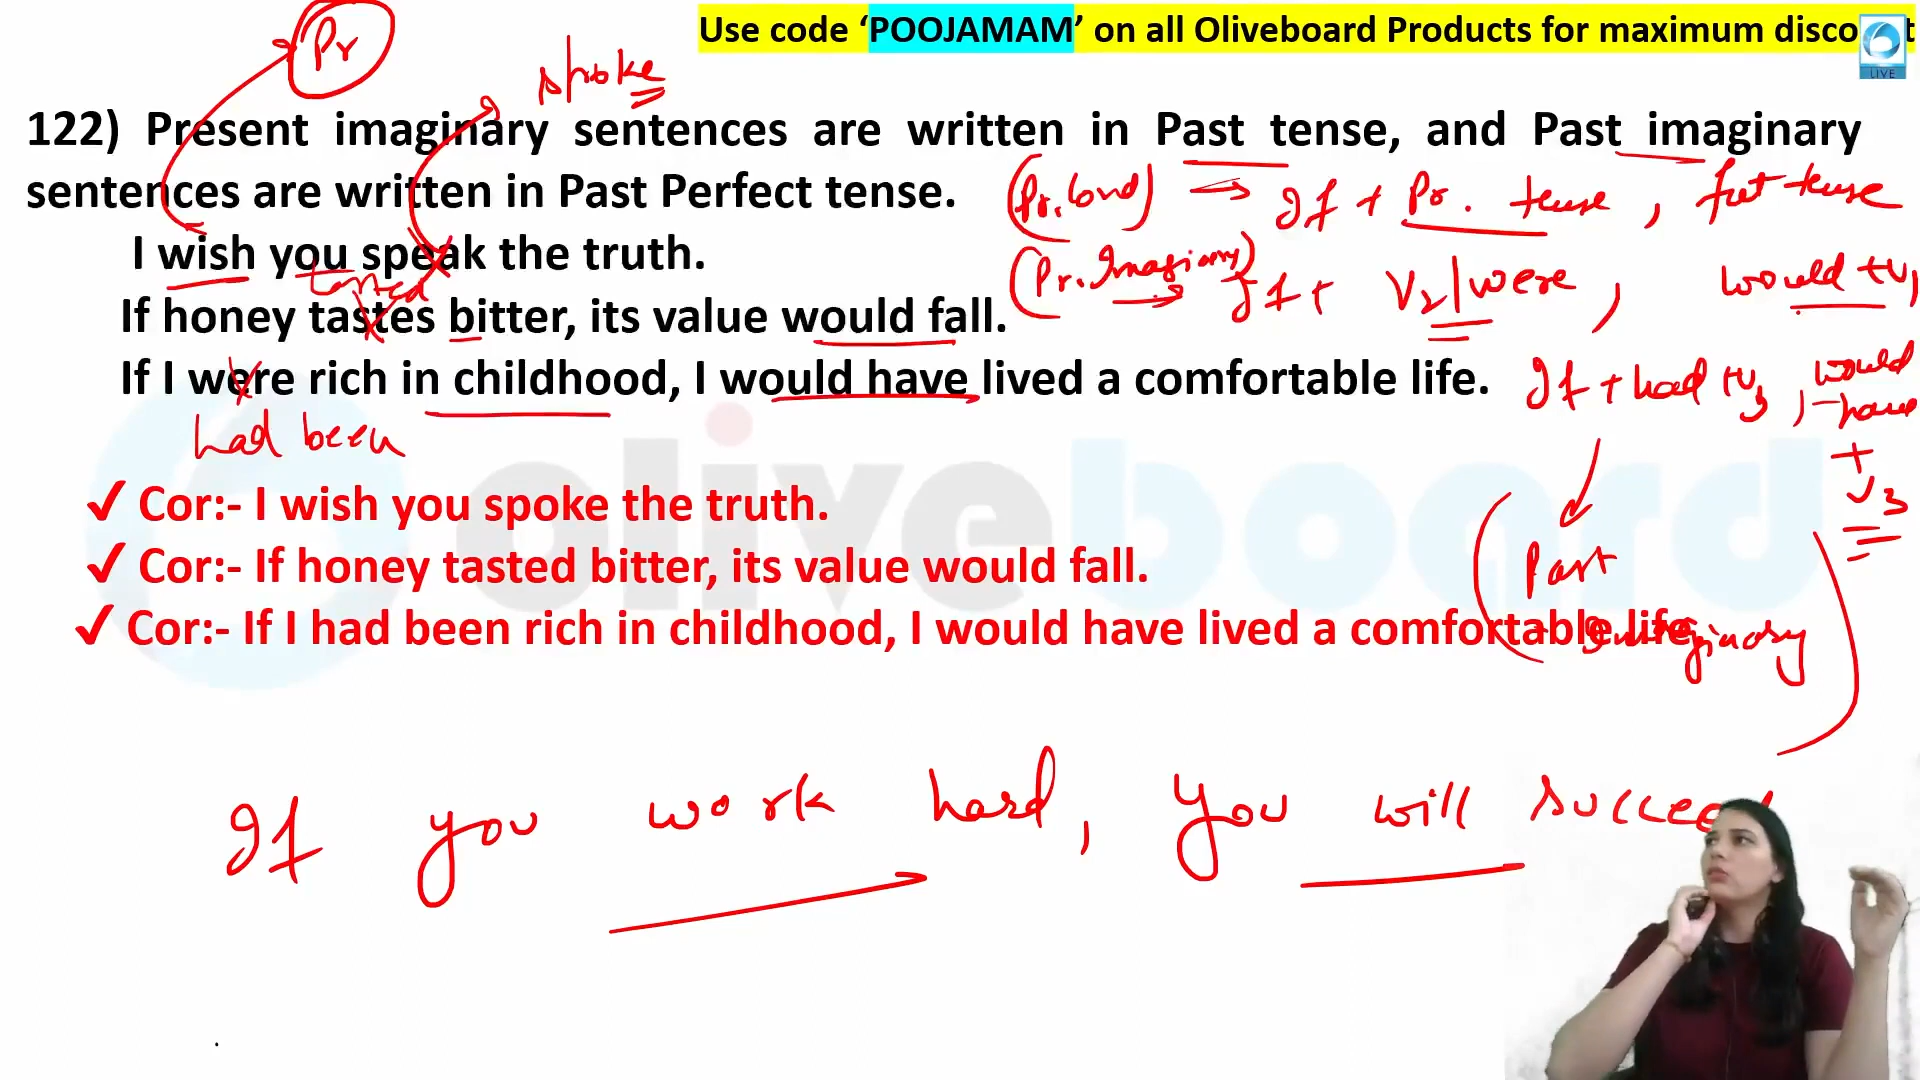 Use code ‘POOJAMAM’ on all Oliveboard Products for maximum disco t
LIVE
Pr
spoke
122) Present imaginary sentences are written in Past tense, and Past imaginary
sentences are written in Past Perfect tense.
(Pr. Cond) → If + Pr. tense, fut tense
I wish you speak the truth.
(Pr. Imaginary) → If + V2/were, would + V1
tasted
If honey tastes bitter, its value would fall.
If I were rich in childhood, I would have lived a comfortable life.
If + had + V3, would have + V3
had been
✓ Cor:- I wish you spoke the truth.
✓ Cor:- If honey tasted bitter, its value would fall.
✓ Cor:- If I had been rich in childhood, I would have lived a comfortable life.
(Past Imaginary)
If you work hard, you will succeed
oliveboard